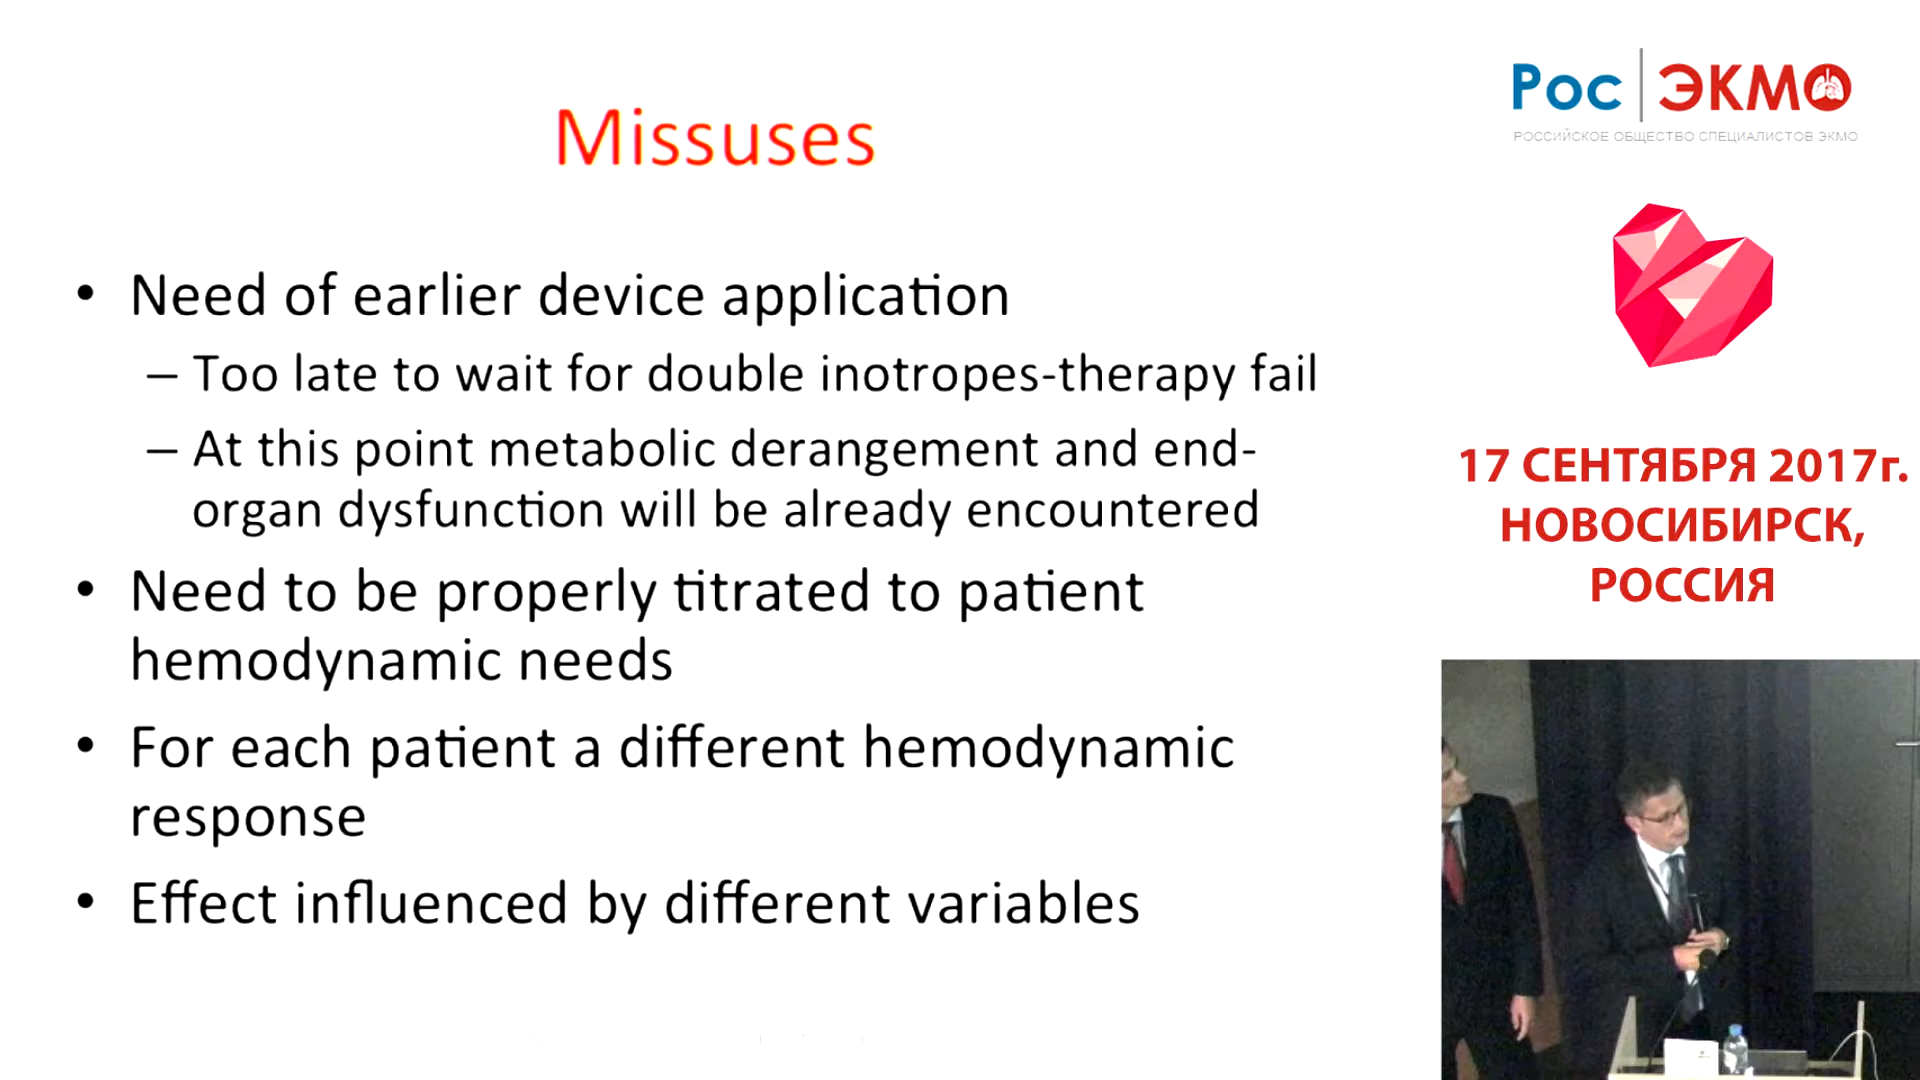 Missuses
• Need of earlier device application
– Too late to wait for double inotropes-therapy fail
– At this point metabolic derangement and end-
organ dysfunction will be already encountered
• Need to be properly titrated to patient
hemodynamic needs
• For each patient a different hemodynamic
response
• Effect influenced by different variables
Рос ЭКМО
РОССИЙСКОЕ ОБЩЕСТВО СПЕЦИАЛИСТОВ ЭКМО
17 СЕНТЯБРЯ 2017г.
НОВОСИБИРСК,
РОССИЯ